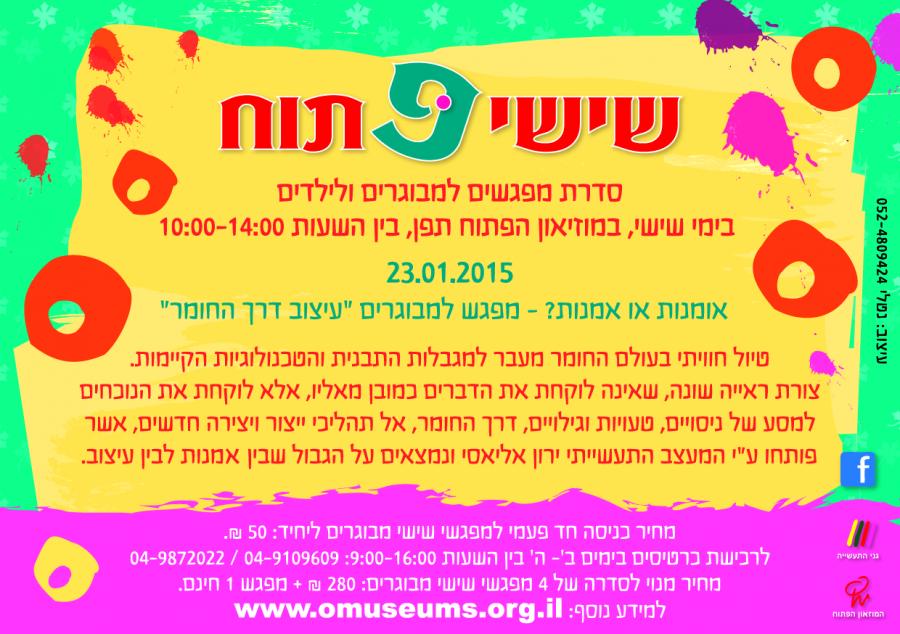 שישי פתוח
סדרת מפגשים למבוגרים ולילדים
בימי שישי, במוזיאון הפתוח תפן, בין השעות 10:00-14:00
23.01.2015
אומנות או אמנות? - מפגש למבוגרים "עיצוב דרך החומר"
טיול חוויתי בעולם החומר מעבר למגבלות התבנית והטכנולוגיות הקיימות.
צורת ראייה שונה, שאינה לוקחת את הדברים כמובן מאליו, אלא לוקחת את הנוכחים
למסע של ניסויים, טעויות וגילויים, דרך החומר, אל תהליכי ייצור ויצירה חדשים, אשר
פותחו ע"י המעצב התעשייתי ירון אליאסי ונמצאים על הגבול שבין אמנות לבין עיצוב.
מחיר כניסה חד פעמי למפגשי שישי מבוגרים ליחיד: 50 ₪.
לרכישת כרטיסים בימים ב'- ה' בין השעות 9:00-16:00: 04-9109609 / 04-9872022
מחיר מנוי לסדרה של 4 מפגשי שישי מבוגרים: 280 ₪ + מפגש 1 חינם.
למידע נוסף: www.omuseums.org.il
עיצוב: נטלי 052-4809424
f
גני התעשייה
המוזאון הפתוח